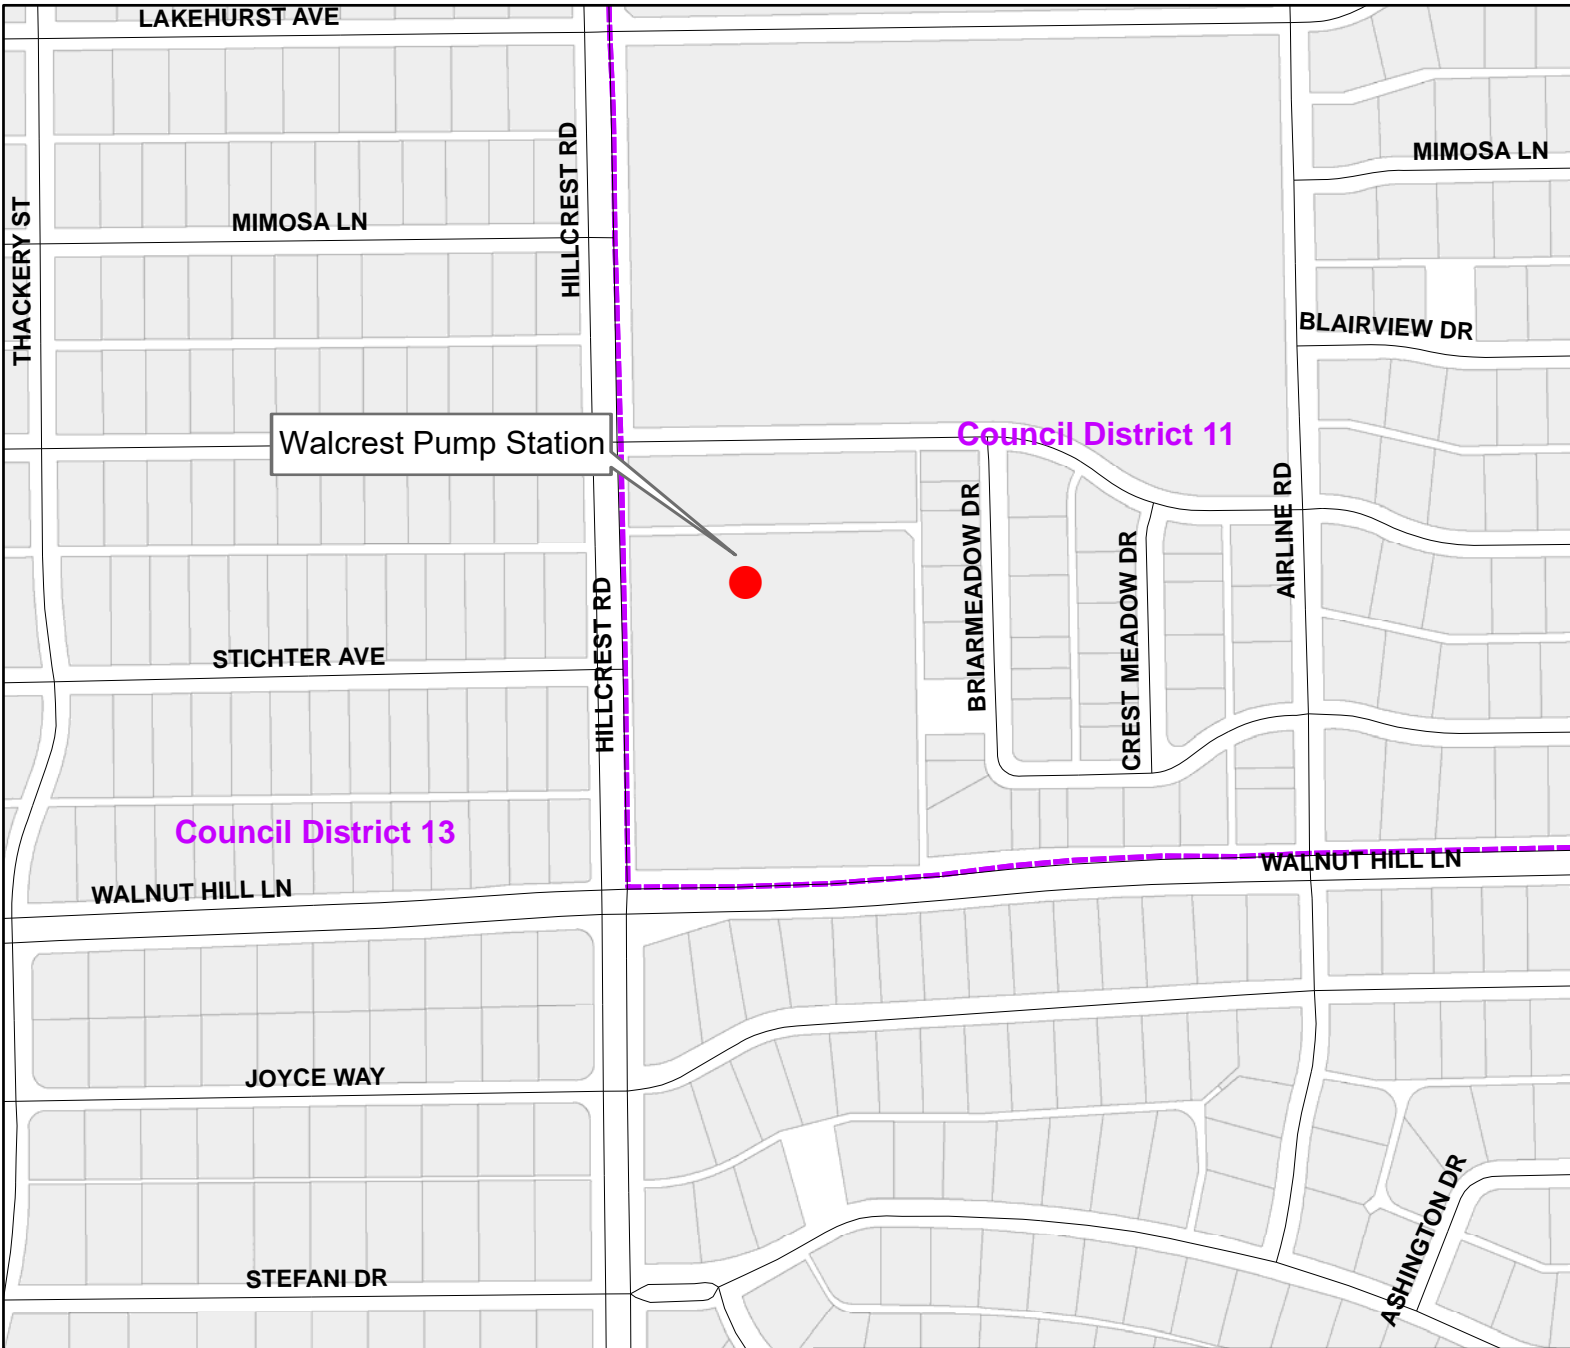 LAKEHURST AVE
MIMOSA LN
HILLCREST RD
MIMOSA LN
THACKERY ST
BLAIRVIEW DR
Walcrest Pump Station
Council District 11
BRIARMEADOW DR
CREST MEADOW DR
AIRLINE RD
HILLCREST RD
STICHTER AVE
Council District 13
WALNUT HILL LN
WALNUT HILL LN
JOYCE WAY
ASHINGTON DR
STEFANI DR